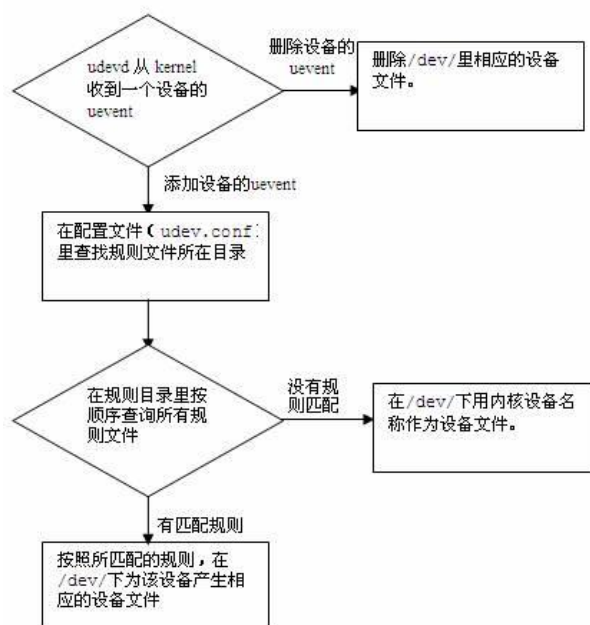 udevd 从 kernel
收到一个设备的
uevent
删除设备的
uevent
删除/dev/里相应的设备
文件。
添加设备的uevent
在配置文件( udev.conf)
里查找规则文件所在目录
在规则目录里按
顺序查询所有规
则文件
没有规
则匹配
在/dev/下用内核设备名
称作为设备文件。
有匹配规则
按照所匹配的规则，在
/dev/下为该设备产生相
应的设备文件